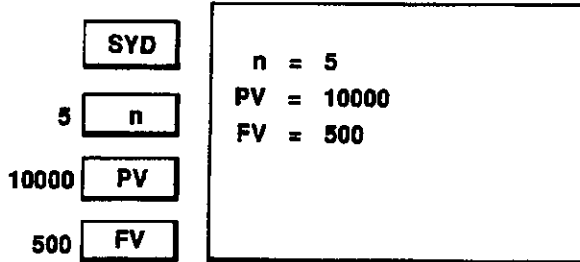 SYD
5 n
10000 PV
500 FV
n = 5
PV = 10000
FV = 500